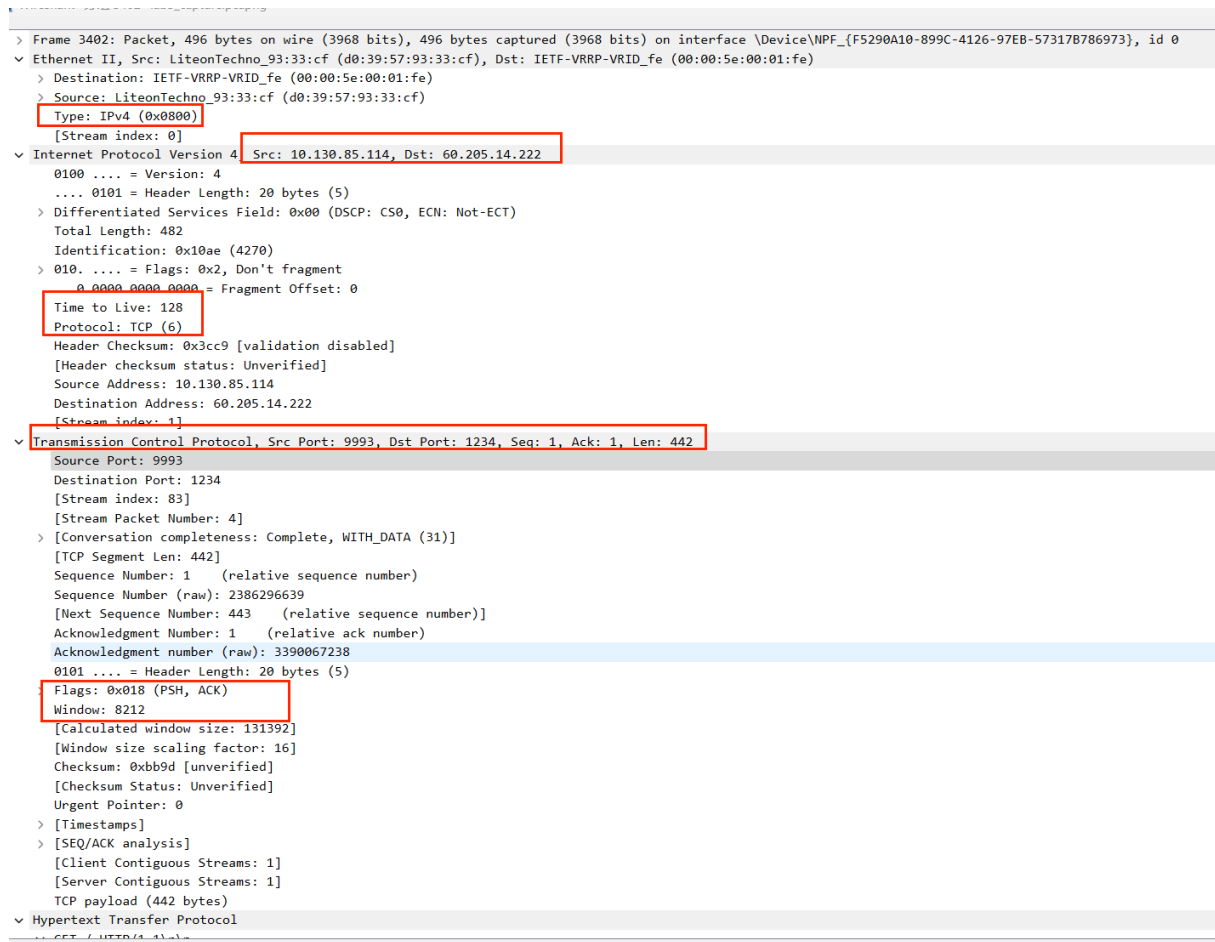 Frame 3402: Packet, 496 bytes on wire (3968 bits), 496 bytes captured (3968 bits) on interface \Device\NPF_{F5290A10-899C-4126-97EB-57317B786973}, id 0
Ethernet II, Src: LiteonTechno_93:33:cf (d0:39:57:93:33:cf), Dst: IETF-VRRP-VRID_fe (00:00:5e:00:01:fe)
Destination: IETF-VRRP-VRID_fe (00:00:5e:00:01:fe)
Source: LiteonTechno_93:33:cf (d0:39:57:93:33:cf)
Type: IPv4 (0x0800)
[Stream index: 0]
Internet Protocol Version 4, Src: 10.130.85.114, Dst: 60.205.14.222
0100 .... = Version: 4
.... 0101 = Header Length: 20 bytes (5)
Differentiated Services Field: 0x00 (DSCP: CS0, ECN: Not-ECT)
Total Length: 482
Identification: 0x10ae (4270)
010. .... = Flags: 0x2, Don't fragment
...0 0000 0000 0000 = Fragment Offset: 0
Time to Live: 128
Protocol: TCP (6)
Header Checksum: 0x3cc9 [validation disabled]
[Header checksum status: Unverified]
Source Address: 10.130.85.114
Destination Address: 60.205.14.222
[Stream index: 1]
Transmission Control Protocol, Src Port: 9993, Dst Port: 1234, Seq: 1, Ack: 1, Len: 442
Source Port: 9993
Destination Port: 1234
[Stream index: 83]
[Stream Packet Number: 4]
[Conversation completeness: Complete, WITH_DATA (31)]
[TCP Segment Len: 442]
Sequence Number: 1    (relative sequence number)
Sequence Number (raw): 2386296639
[Next Sequence Number: 443    (relative sequence number)]
Acknowledgment Number: 1    (relative ack number)
Acknowledgment number (raw): 3390067238
0101 .... = Header Length: 20 bytes (5)
Flags: 0x018 (PSH, ACK)
Window: 8212
[Calculated window size: 131392]
[Window size scaling factor: 16]
Checksum: 0xbb9d [unverified]
[Checksum Status: Unverified]
Urgent Pointer: 0
[Timestamps]
[SEQ/ACK analysis]
[Client Contiguous Streams: 1]
[Server Contiguous Streams: 1]
TCP payload (442 bytes)
Hypertext Transfer Protocol
GET / HTTP/1.1\r\n